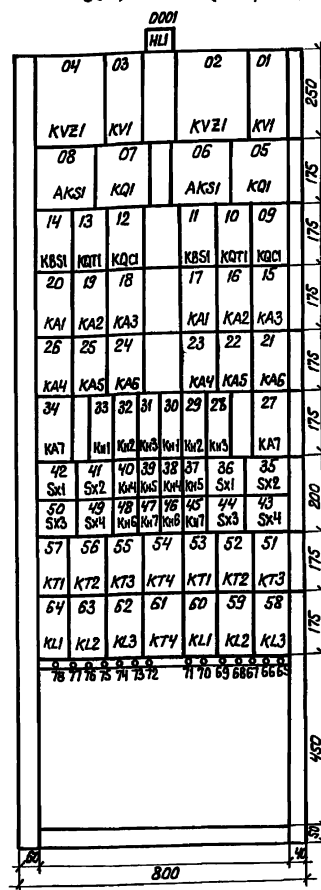 D001
HL1
04 03 02 01
KVZ1 KV1 KVZ1 KV1
250
08 07 06 05
AKS1 KQ1 AKS1 KQ1
175
14 13 12 11 10 09
KBS1 KQT1 KQC1 KBS1 KQT1 KQC1
175
20 19 18 17 16 15
KA1 KA2 KA3 KA1 KA2 KA3
175
26 25 24 23 22 21
KA4 KA5 KA6 KA4 KA5 KA6
175
34 33 32 31 30 29 28 27
KA7 KH1 KH2 KH3 KH1 KH2 KH3 KA7
175
42 41 40 39 38 37 36 35
SX1 SX2 KH4 KH5 KH4 KH5 SX1 SX2
200
50 49 48 47 46 45 44 43
SX3 SX4 KH6 KH7 KH6 KH7 SX3 SX4
57 56 55 54 53 52 51
KT1 KT2 KT3 KT4 KT1 KT2 KT3
175
64 63 62 61 60 59 58
KL1 KL2 KL3 KT4 KL1 KL2 KL3
175
78 77 76 75 74 73 72 71 70 69 68 67 66 65
450
50
60 40
800